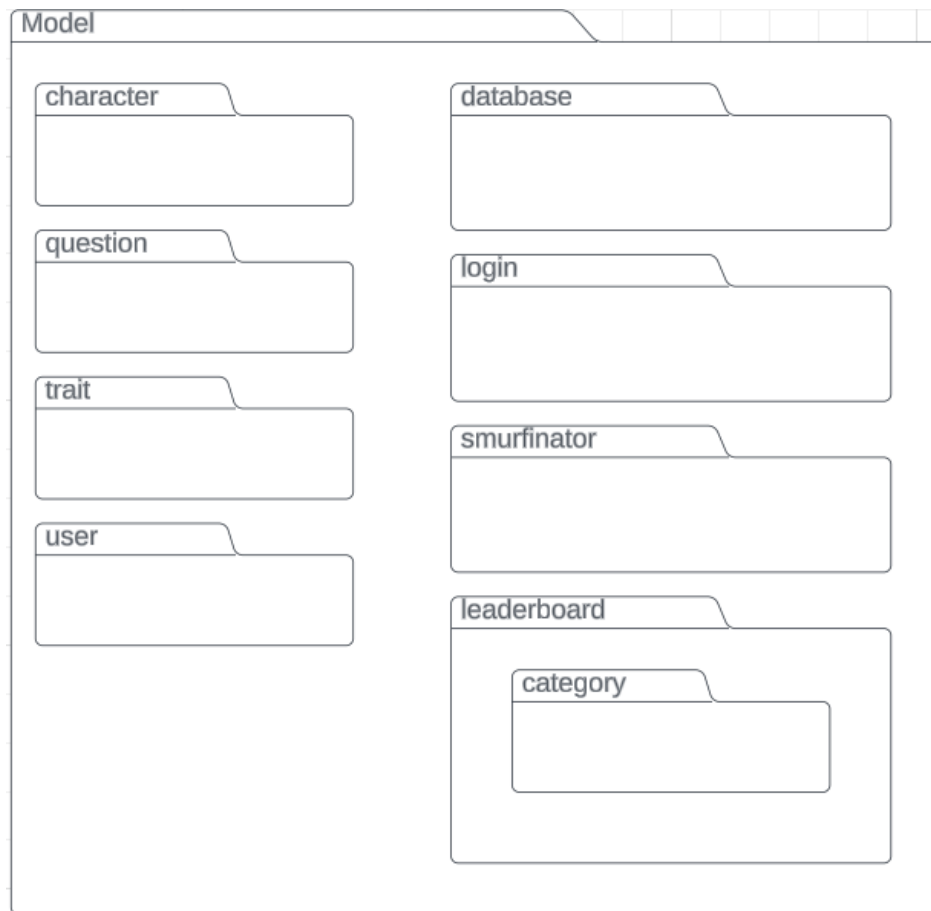 Model
character
question
trait
user
database
login
smurfinator
leaderboard
category